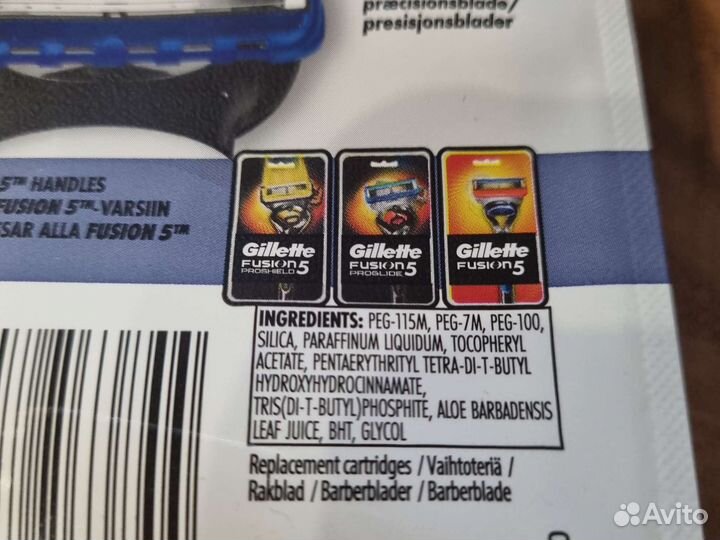 præcisionsblade/
presisjonsblader
5™ HANDLES
FUSION 5™-VARSIIN
SAR ALLA FUSION 5™
Gillette
FUSION5
PROSHIELD
Gillette
FUSION5
PROGLIDE
Gillette
FUSION5
INGREDIENTS: PEG-115M, PEG-7M, PEG-100,
SILICA, PARAFFINUM LIQUIDUM, TOCOPHERYL
ACETATE, PENTAERYTHRITYL TETRA-DI-T-BUTYL
HYDROXYHYDROCINNAMATE,
TRIS(DI-T-BUTYL)PHOSPHITE, ALOE BARBADENSIS
LEAF JUICE, BHT, GLYCOL
Replacement cartridges / Vaihtoteriä /
Rakblad / Barberblader / Barberblade
Avito